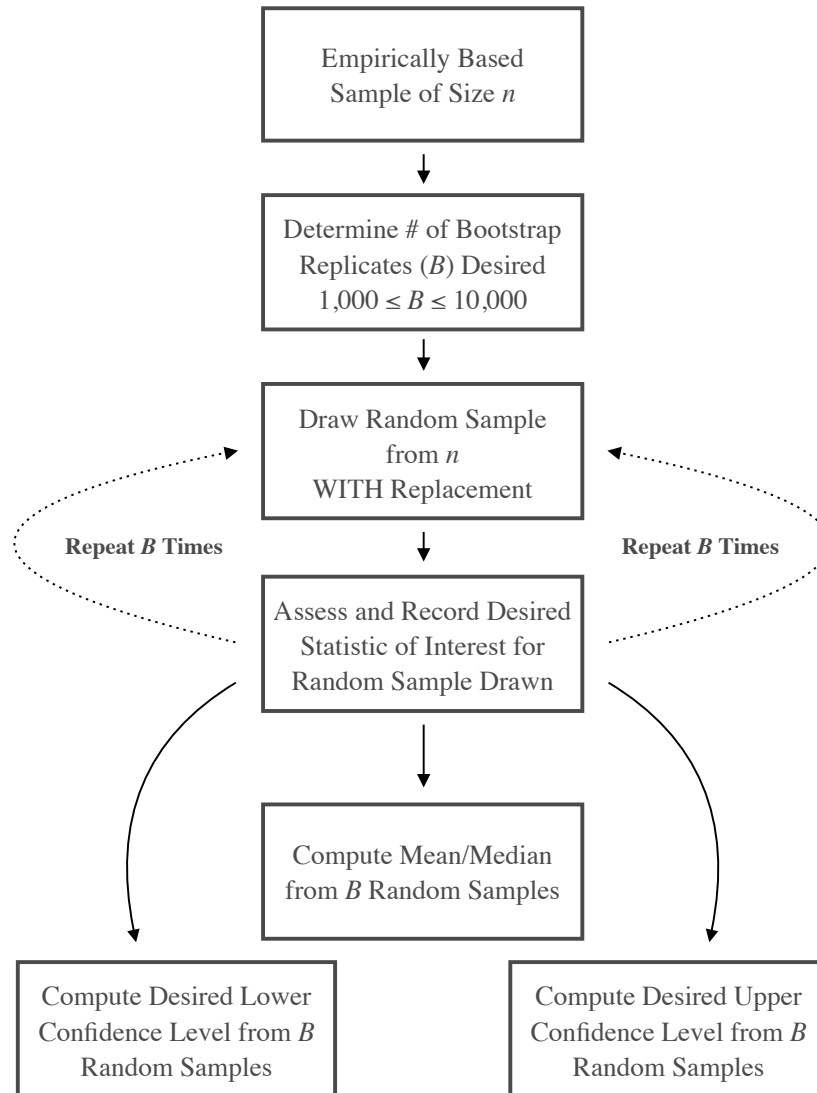 Empirically Based
Sample of Size n
Determine # of Bootstrap
Replicates (B) Desired
1,000 ≤ B ≤ 10,000
Draw Random Sample
from n
WITH Replacement
Repeat B Times
Repeat B Times
Assess and Record Desired
Statistic of Interest for
Random Sample Drawn
Compute Mean/Median
from B Random Samples
Compute Desired Lower
Confidence Level from B
Random Samples
Compute Desired Upper
Confidence Level from B
Random Samples